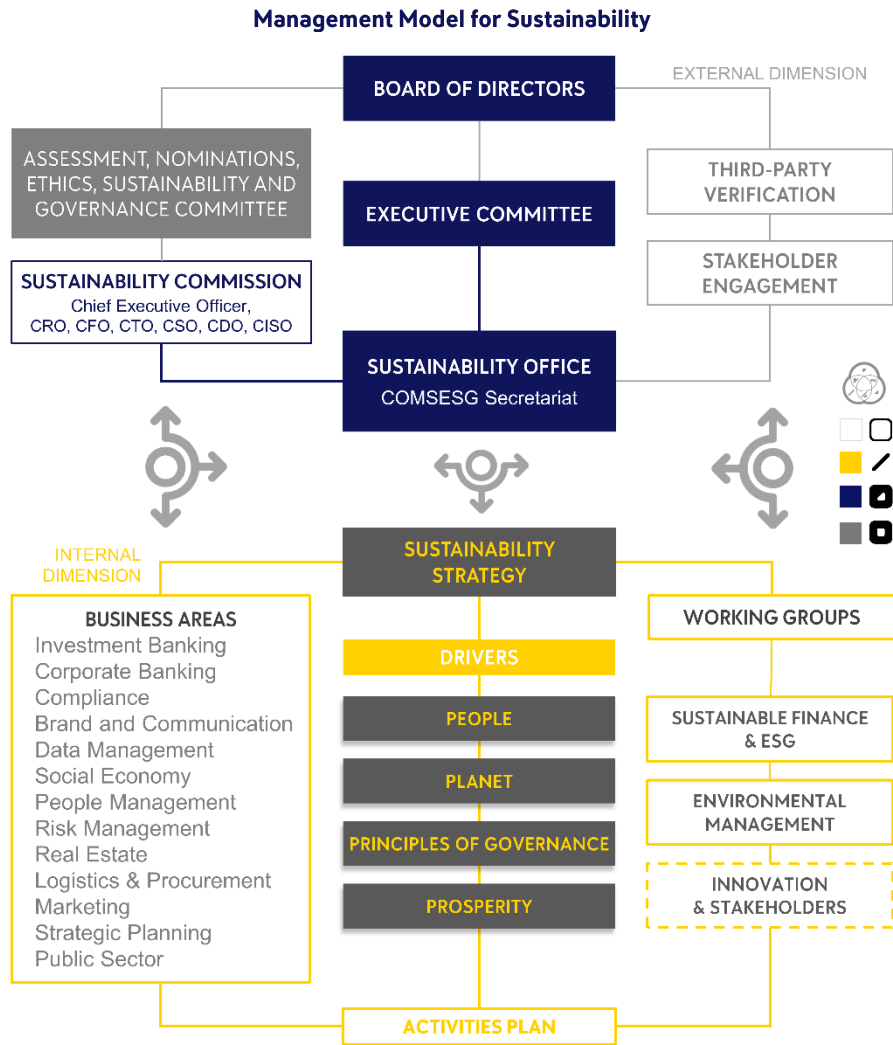 Management Model for Sustainability
BOARD OF DIRECTORS
EXTERNAL DIMENSION
ASSESSMENT, NOMINATIONS,
ETHICS, SUSTAINABILITY AND
GOVERNANCE COMMITTEE
EXECUTIVE COMMITTEE
THIRD-PARTY
VERIFICATION
SUSTAINABILITY COMMISSION
Chief Executive Officer,
CRO, CFO, CTO, CSO, CDO, CISO
STAKEHOLDER
ENGAGEMENT
SUSTAINABILITY OFFICE
COMSESG Secretariat
INTERNAL
DIMENSION
SUSTAINABILITY
STRATEGY
BUSINESS AREAS
Investment Banking
Corporate Banking
Compliance
Brand and Communication
Data Management
Social Economy
People Management
Risk Management
Real Estate
Logistics & Procurement
Marketing
Strategic Planning
Public Sector
DRIVERS
PEOPLE
PLANET
PRINCIPLES OF GOVERNANCE
PROSPERITY
WORKING GROUPS
SUSTAINABLE FINANCE
& ESG
ENVIRONMENTAL
MANAGEMENT
INNOVATION
& STAKEHOLDERS
ACTIVITIES PLAN